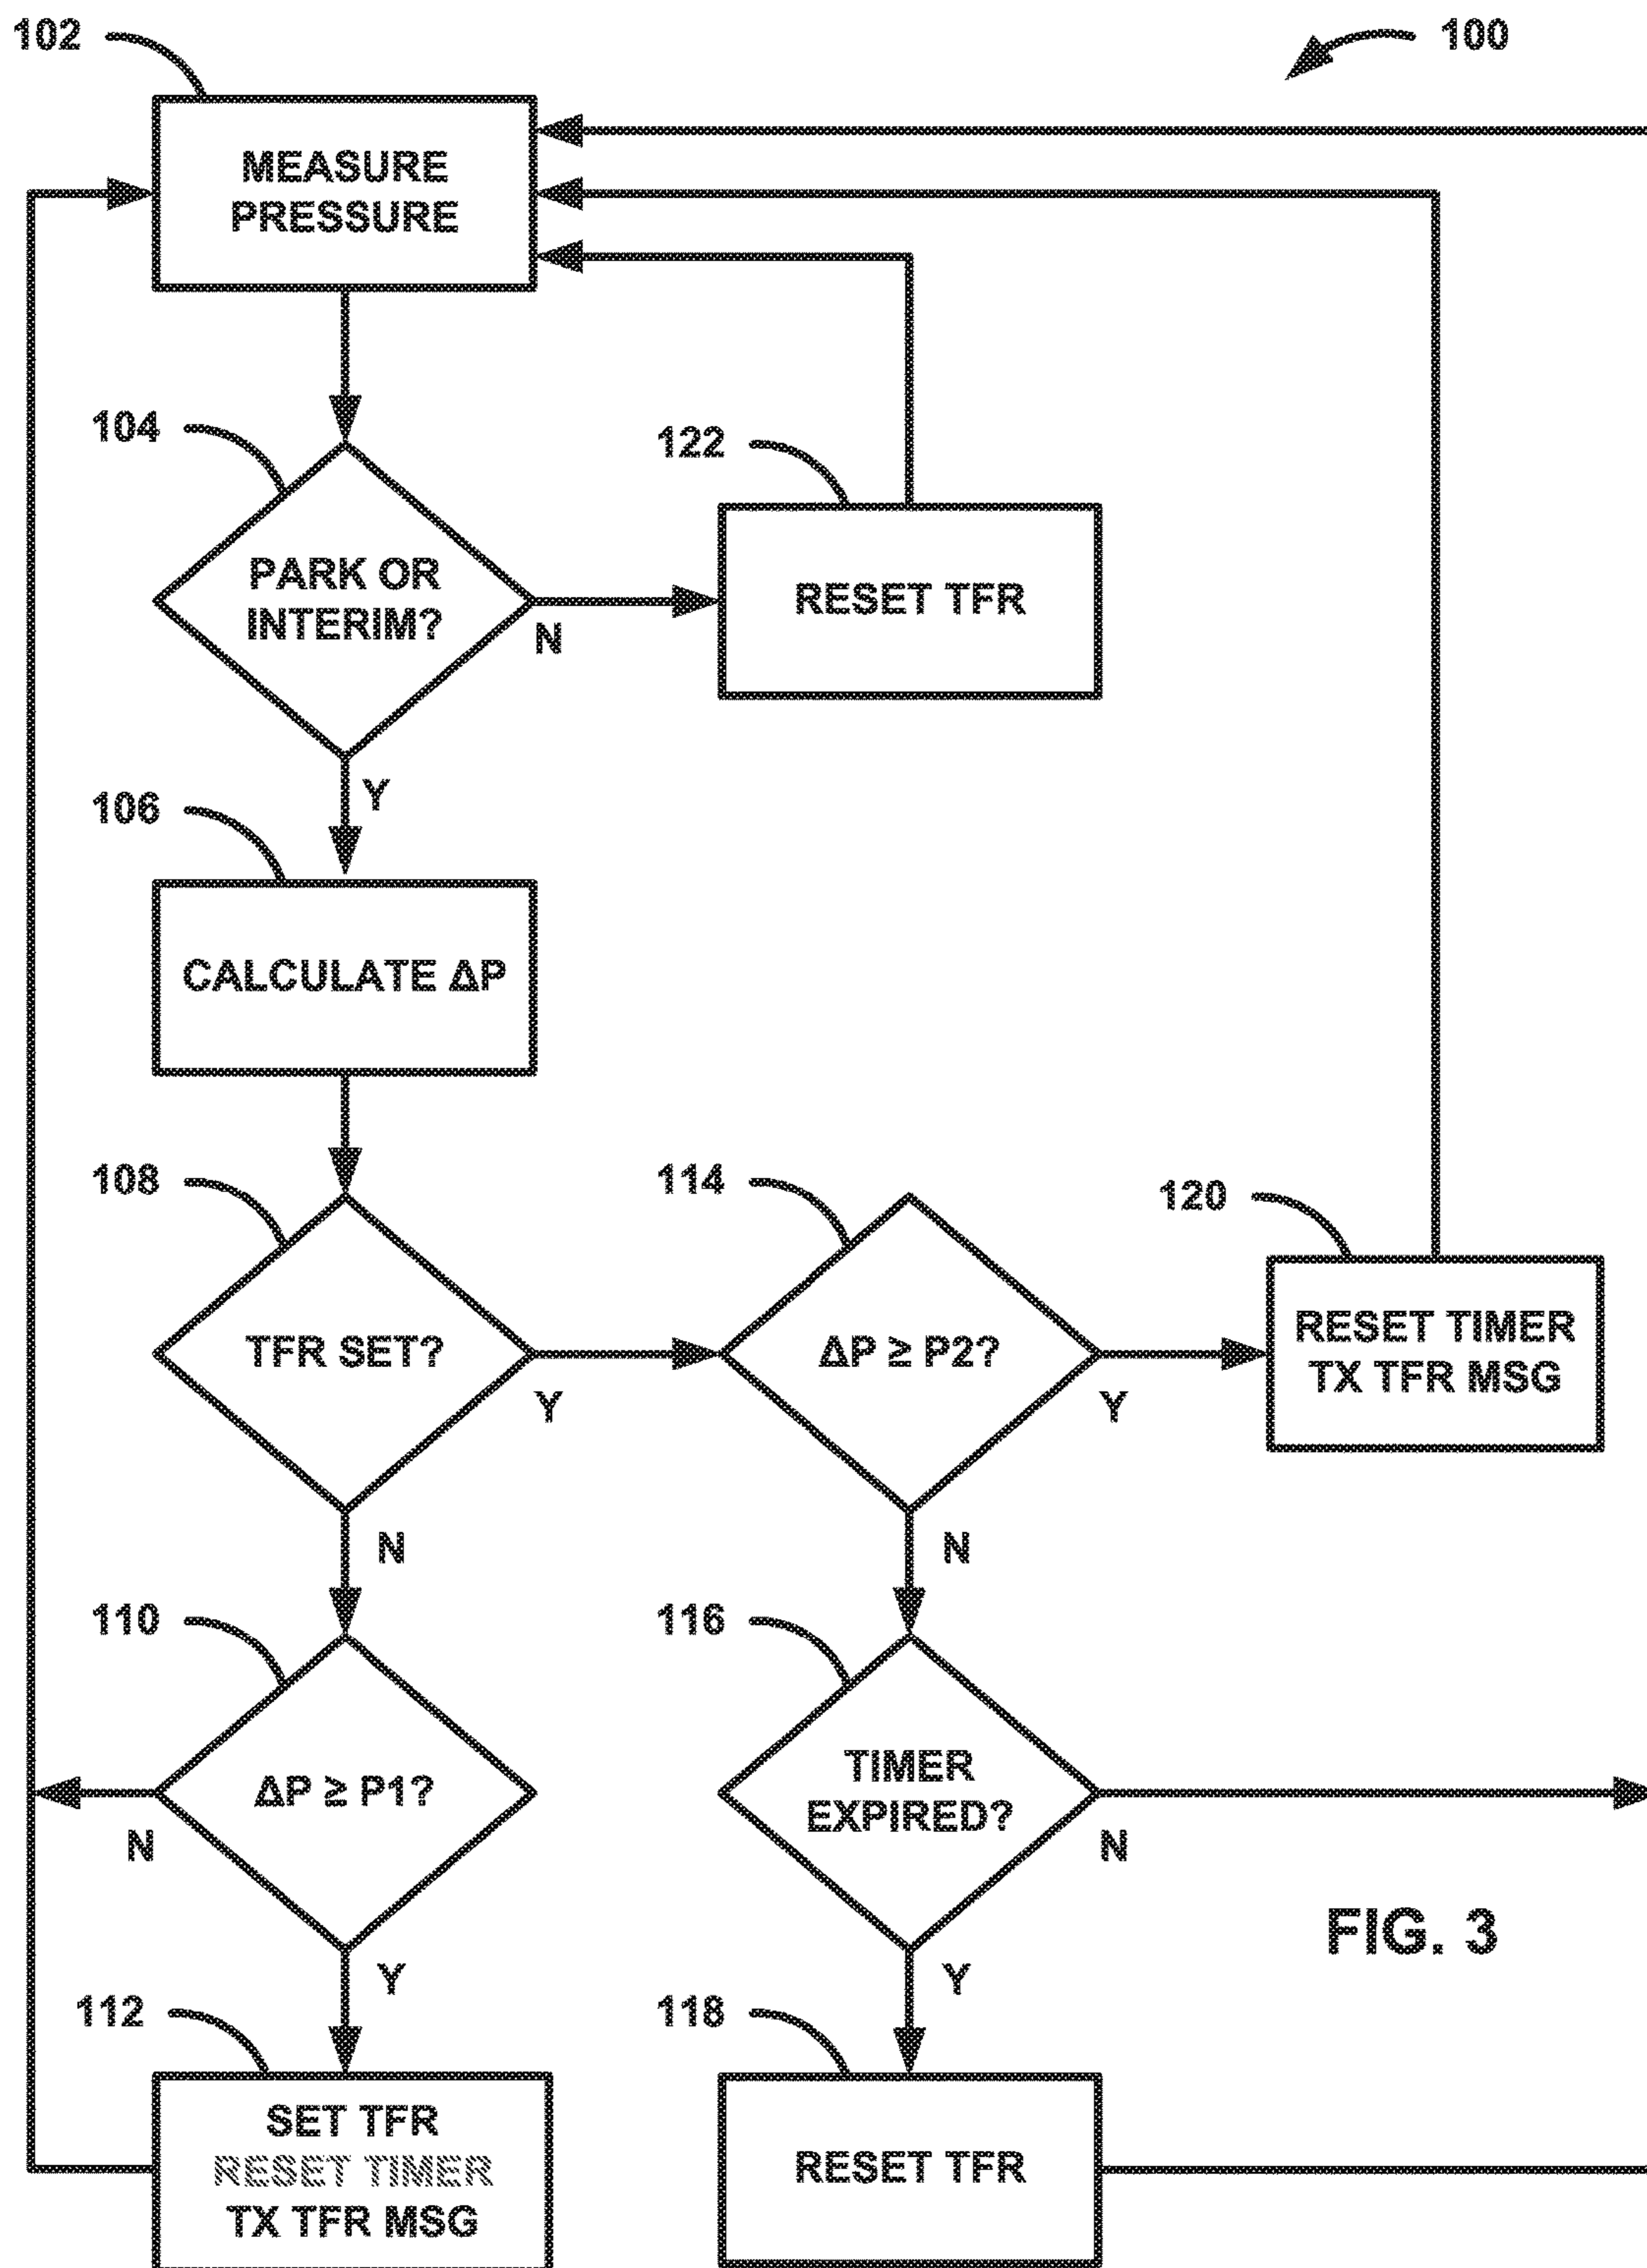 102
100
MEASURE
PRESSURE
104
122
PARK OR
INTERIM?
N
RESET TFR
Y
106
CALCULATE ΔP
108
114
120
TFR SET?
Y
ΔP ≥ P2?
Y
RESET TIMER
TX TFR MSG
N
N
110
116
ΔP ≥ P1?
N
TIMER
EXPIRED?
N
FIG. 3
Y
Y
112
118
SET TFR
RESET TIMER
TX TFR MSG
RESET TFR